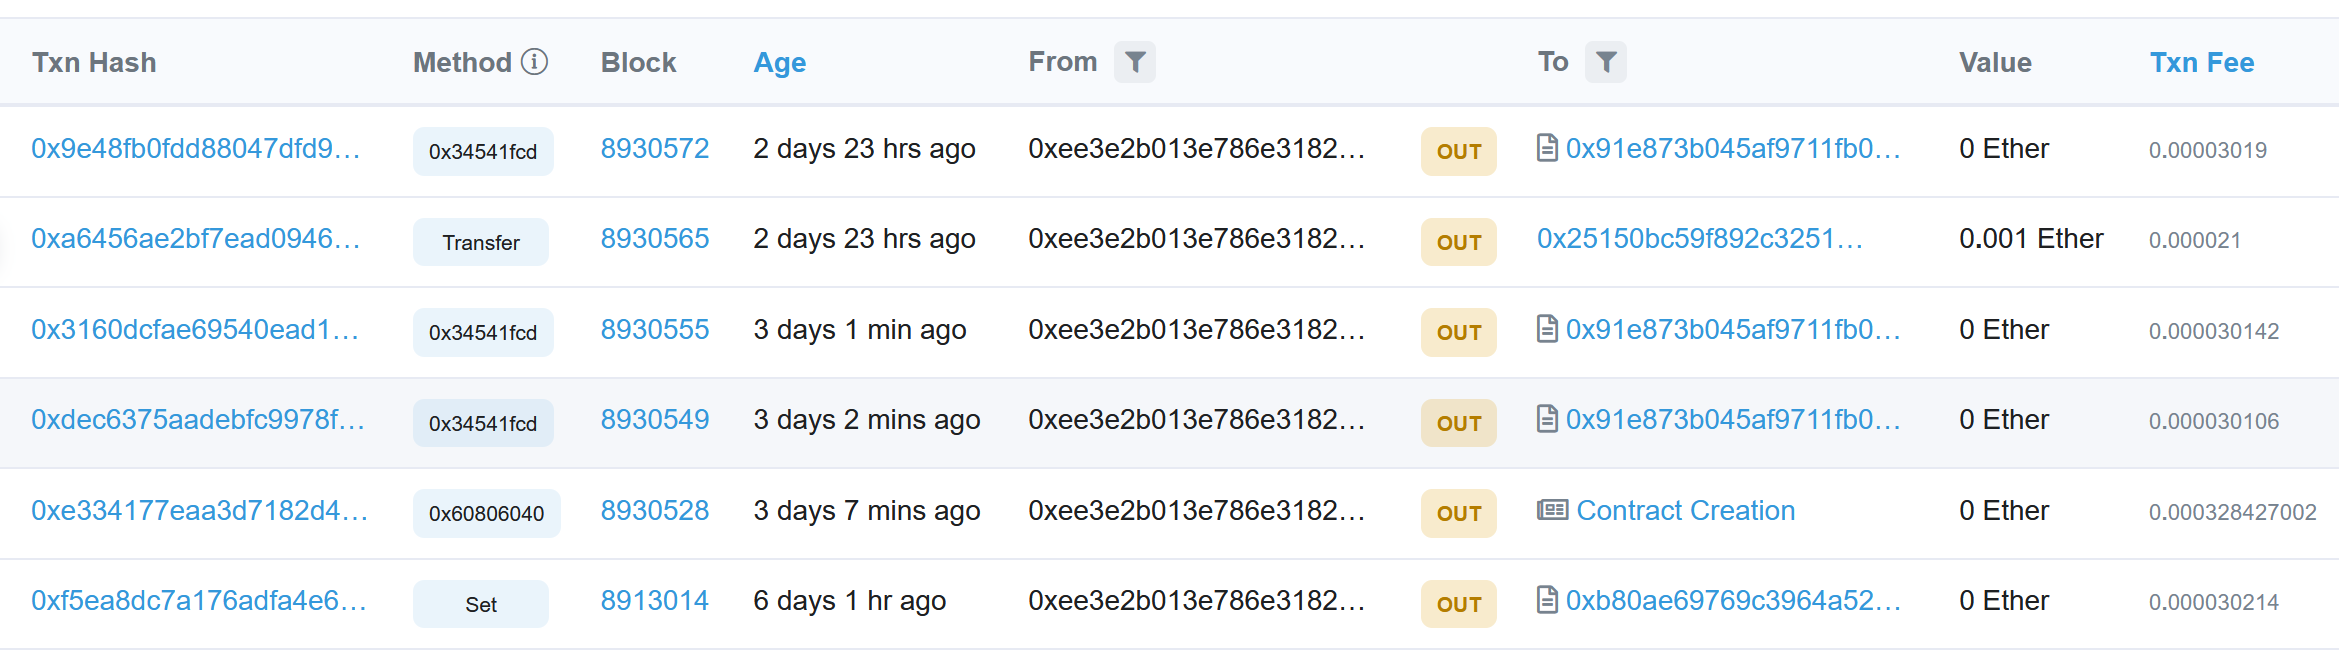 Txn Hash Method Block Age From To Value Txn Fee
0x9e48fb0fdd88047dfd9... 0x34541fcd 8930572 2 days 23 hrs ago 0xee3e2b013e786e3182... OUT 0x91e873b045af9711fb0... 0 Ether 0.00003019
0xa6456ae2bf7ead0946... Transfer 8930565 2 days 23 hrs ago 0xee3e2b013e786e3182... OUT 0x25150bc59f892c3251... 0.001 Ether 0.000021
0x3160dcfae69540ead1... 0x34541fcd 8930555 3 days 1 min ago 0xee3e2b013e786e3182... OUT 0x91e873b045af9711fb0... 0 Ether 0.000030142
0xdec6375aadebfc9978f... 0x34541fcd 8930549 3 days 2 mins ago 0xee3e2b013e786e3182... OUT 0x91e873b045af9711fb0... 0 Ether 0.000030106
0xe334177eaa3d7182d4... 0x60806040 8930528 3 days 7 mins ago 0xee3e2b013e786e3182... OUT Contract Creation 0 Ether 0.000328427002
0xf5ea8dc7a176adfa4e6... Set 8913014 6 days 1 hr ago 0xee3e2b013e786e3182... OUT 0xb80ae69769c3964a52... 0 Ether 0.000030214